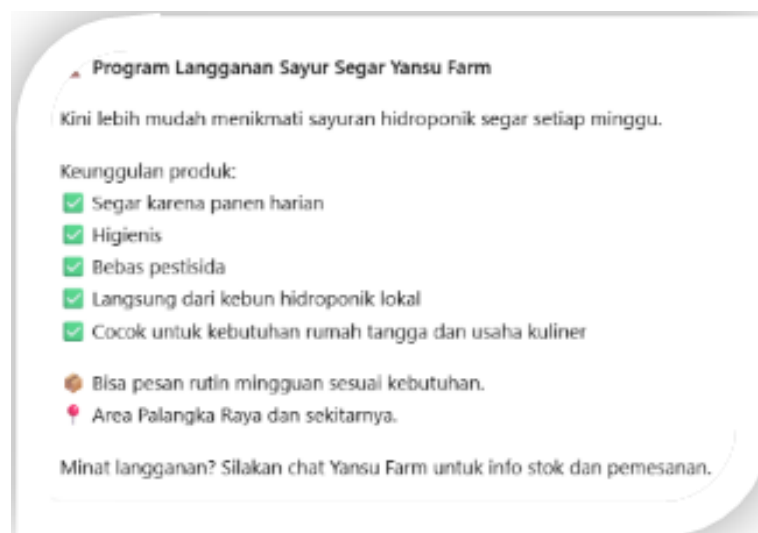 Program Langganan Sayur Segar Yansu Farm
Kini lebih mudah menikmati sayuran hidroponik segar setiap minggu.
Keunggulan produk:
✅ Segar karena panen harian
✅ Higienis
✅ Bebas pestisida
✅ Langsung dari kebun hidroponik lokal
✅ Cocok untuk kebutuhan rumah tangga dan usaha kuliner
📦 Bisa pesan rutin mingguan sesuai kebutuhan.
📍 Area Palangka Raya dan sekitarnya.
Minat langganan? Silakan chat Yansu Farm untuk info stok dan pemesanan.